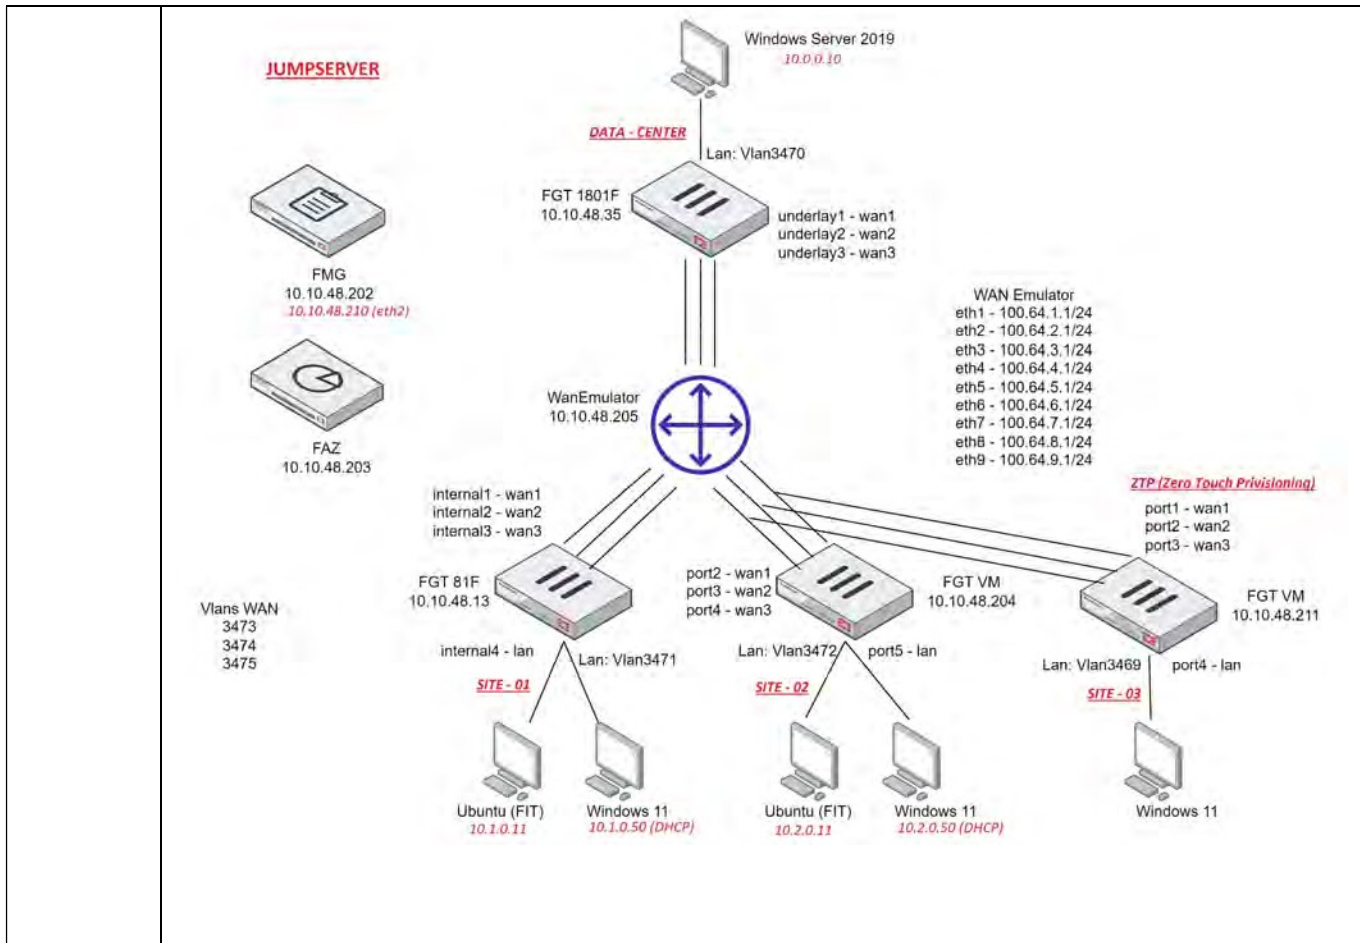 Windows Server 2019
10.0.0.10
JUMPSERVER
DATA - CENTER
Lan: Vlan3470
FGT 1801F
10.10.48.35
underlay1 - wan1
underlay2 - wan2
underlay3 - wan3
FMG
10.10.48.202
10.10.48.210 (eth2)
WAN Emulator
eth1 - 100.64.1.1/24
eth2 - 100.64.2.1/24
eth3 - 100.64.3.1/24
eth4 - 100.64.4.1/24
eth5 - 100.64.5.1/24
eth6 - 100.64.6.1/24
eth7 - 100.64.7.1/24
eth8 - 100.64.8.1/24
eth9 - 100.64.9.1/24
WanEmulator
10.10.48.205
FAZ
10.10.48.203
ZTP (Zero Touch Privisioning)
port1 - wan1
port2 - wan2
port3 - wan3
internal1 - wan1
internal2 - wan2
internal3 - wan3
FGT 81F
10.10.48.13
port2 - wan1
port3 - wan2
port4 - wan3
FGT VM
10.10.48.204
FGT VM
10.10.48.211
Vlans WAN
3473
3474
3475
internal4 - lan
Lan: Vlan3471
SITE - 01
Lan: Vlan3472
port5 - lan
SITE - 02
Lan: Vlan3469
port4 - lan
SITE - 03
Ubuntu (FIT)
10.1.0.11
Windows 11
10.1.0.50 (DHCP)
Ubuntu (FIT)
10.2.0.11
Windows 11
10.2.0.50 (DHCP)
Windows 11